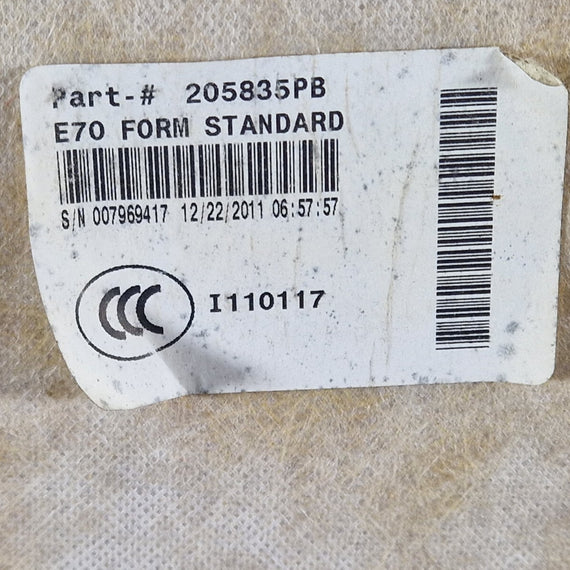 Part-# 205835PB
E70 FORM STANDARD
S/N 007969417 12/22/2011 06:57:57
CCC I110117